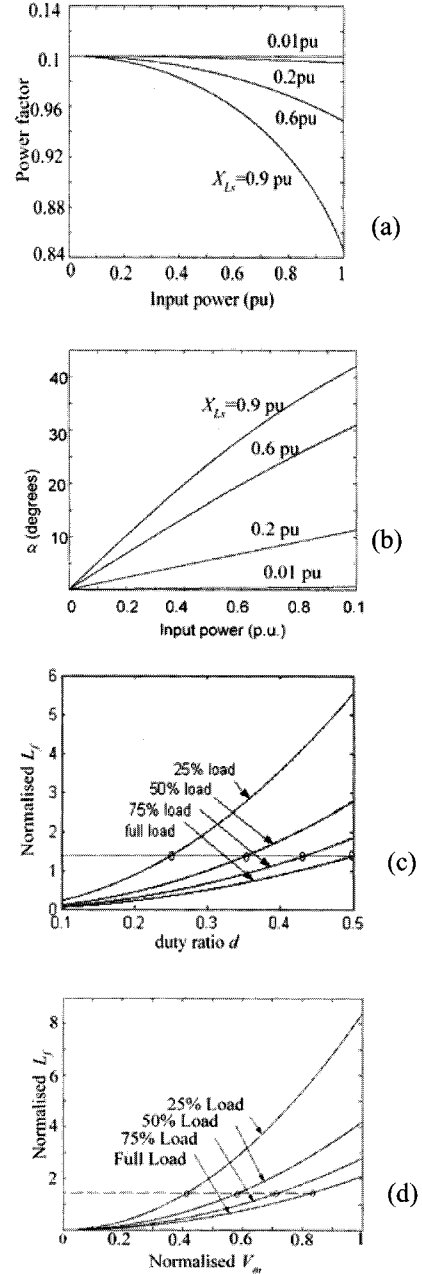 0.01pu
0.1
0.2pu
0.96
0.6pu
Power factor
0.92
X_Ls=0.9 pu
0.88
(a)
0.84
0 0.2 0.4 0.6 0.8 1
Input power (pu)
40
X_Ls=0.9 pu
30
0.6 pu
(degrees)
20
0.2 pu
10
(b)
0.01 pu
0 0.2 0.4 0.6 0.8 0.1
Input power (p.u.)
6
5
4
25% load
Normalised L_f
3
50% load
75% load
2
full load
(c)
1
0
0.1 0.2 0.3 0.4 0.5
duty ratio d
8
6
Normalised L_f
25% Load
4
50% Load
75% Load
Full Load
2
(d)
0 0.2 0.4 0.6 0.8 1
Normalised V_m